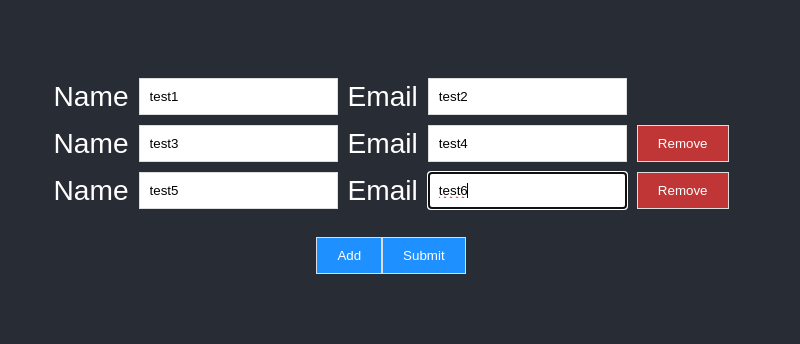 Name test1 Email test2
Name test3 Email test4 Remove
Name test5 Email test6 Remove
Add Submit